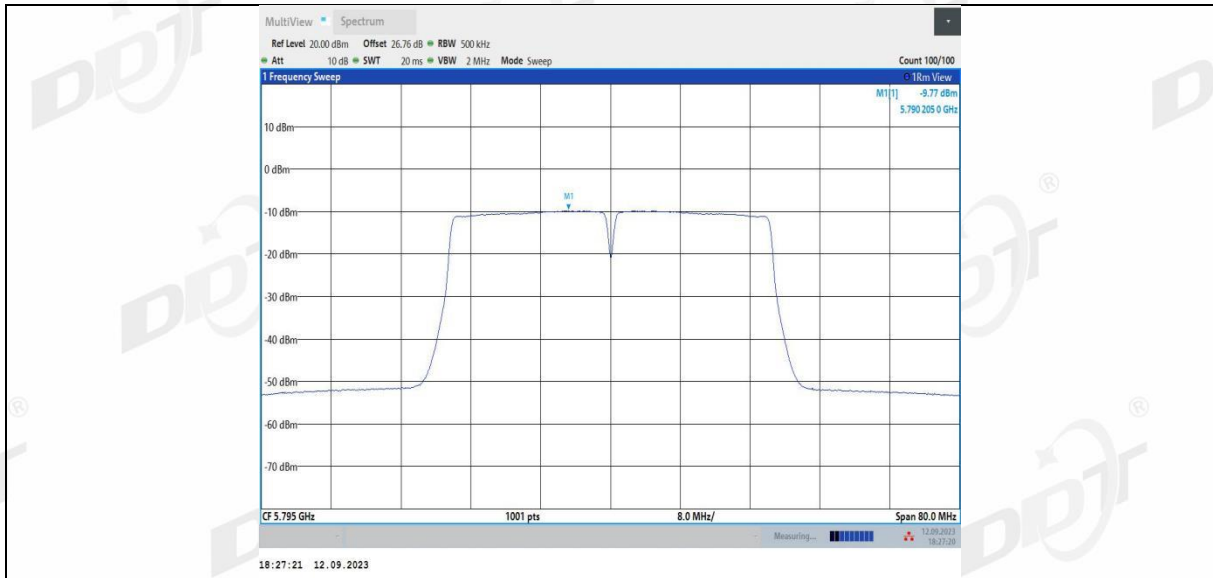 MultiView Spectrum
Ref Level 20.00 dBm Offset 26.76 dB RBW 500 kHz
Att 10 dB SWT 20 ms VBW 2 MHz Mode Sweep Count 100/100
1 Frequency Sweep 1Rm View
M1[1] -9.77 dBm
5.790 205 0 GHz
10 dBm
0 dBm
M1
-10 dBm
-20 dBm
-30 dBm
-40 dBm
-50 dBm
-60 dBm
-70 dBm
CF 5.795 GHz 1001 pts 8.0 MHz/ Span 80.0 MHz
Measuring... 12.09.2023
18:27:20
18:27:21 12.09.2023
DDT
®